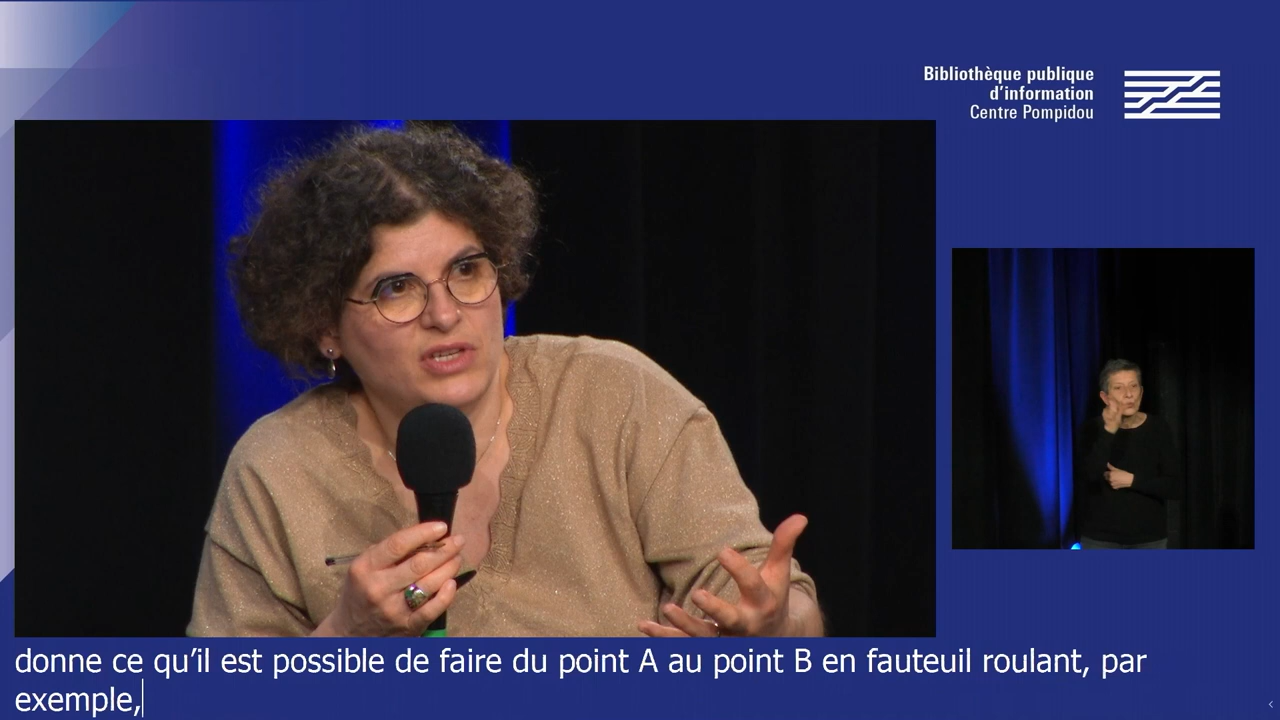 Bibliothèque publique
d’information
Centre Pompidou
donne ce qu’il est possible de faire du point A au point B en fauteuil roulant, par
exemple,